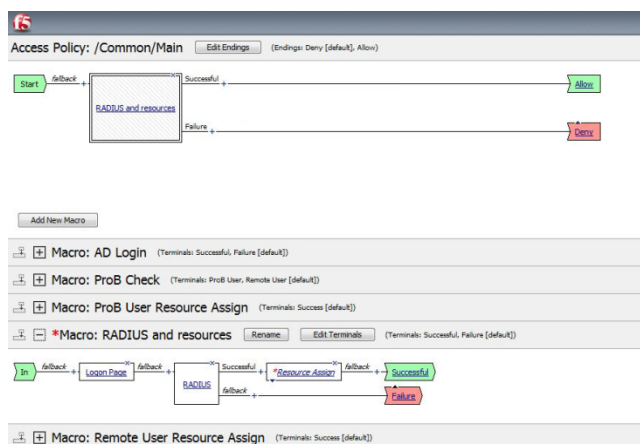 f5
Access Policy: /Common/Main Edit Endings (Endings: Deny [default], Allow)
Start fallback + RADIUS and resources Successful + Allow
Failure + Deny
Add New Macro
+ Macro: AD Login (Terminals: Successful, Failure [default])
+ Macro: ProB Check (Terminals: ProB User, Remote User [default])
+ Macro: ProB User Resource Assign (Terminals: Success [default])
- *Macro: RADIUS and resources Rename Edit Terminals (Terminals: Successful, Failure [default])
In fallback + Logon Page fallback + RADIUS Successful + *Resource Assign fallback + Successful
fallback + Failure
+ Macro: Remote User Resource Assign (Terminals: Success [default])